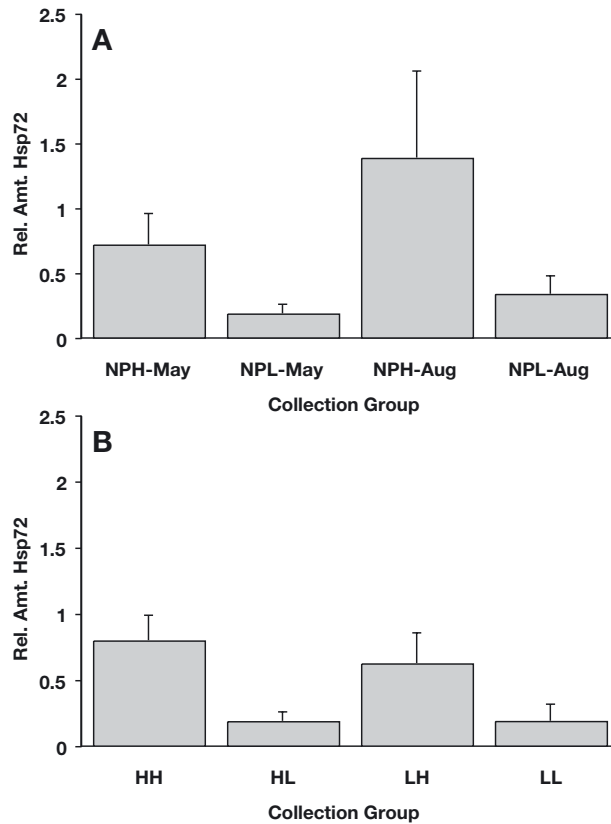 A
Rel. Amt. Hsp72
2.5
2
1.5
1
0.5
0
NPH-May NPL-May NPH-Aug NPL-Aug
Collection Group
B
Rel. Amt. Hsp72
2.5
2
1.5
1
0.5
0
HH HL LH LL
Collection Group